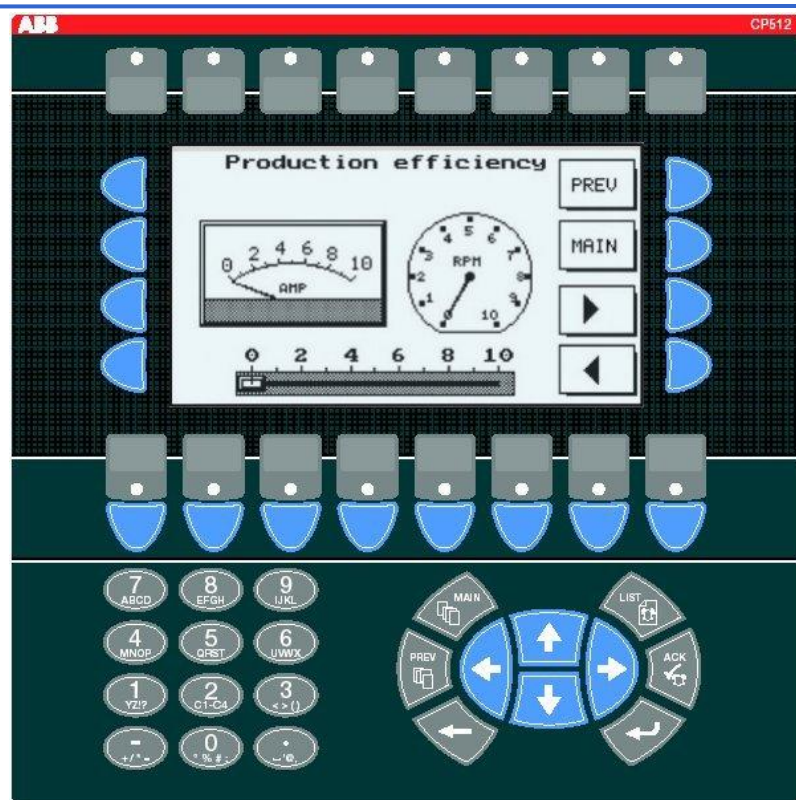 ABB
CP512
Production efficiency
PREV
MAIN
0 2 4 6 8 10
AMP
0 1 2 3 4 5 6 7 8 9 10
RPM
0 2 4 6 8 10
7 8 9
ABCD EFGH IJKL
4 5 6
MNOP QRST UVWX
1 2 3
YZ!? C1-C4 <>()
- 0 .
+/*= °%#: ⎵'@,
MAIN
LIST
PREV
ACK